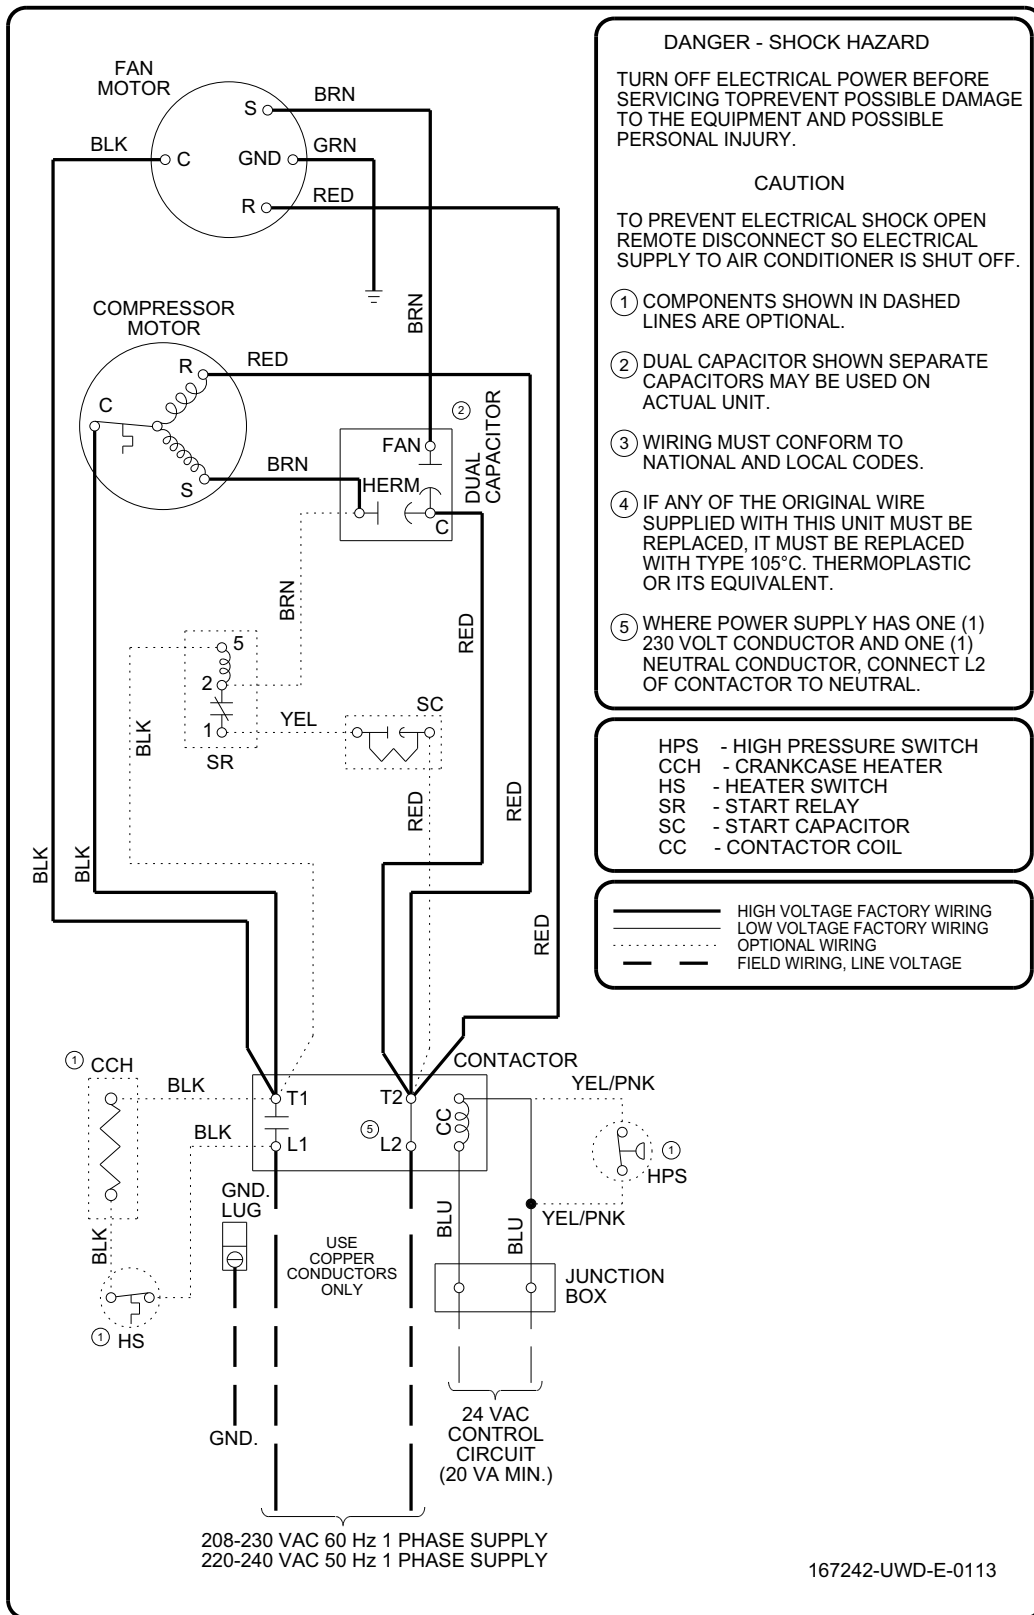 FAN
MOTOR
S
BRN
BLK
C
GND
GRN
R
RED
BRN
COMPRESSOR
MOTOR
R
RED
C
S
BRN
2
FAN
HERM
C
DUAL
CAPACITOR
BRN
RED
5
2
1
SR
BLK
YEL
SC
RED
RED
BLK
BLK
RED
1
CCH
BLK
BLK
BLK
1
HS
CONTACTOR
T1
T2
L1
5
L2
CC
YEL/PNK
1
HPS
YEL/PNK
GND.
LUG
GND.
USE
COPPER
CONDUCTORS
ONLY
BLU
BLU
JUNCTION
BOX
24 VAC
CONTROL
CIRCUIT
(20 VA MIN.)
208-230 VAC 60 Hz 1 PHASE SUPPLY
220-240 VAC 50 Hz 1 PHASE SUPPLY
DANGER - SHOCK HAZARD
TURN OFF ELECTRICAL POWER BEFORE
SERVICING TOPREVENT POSSIBLE DAMAGE
TO THE EQUIPMENT AND POSSIBLE
PERSONAL INJURY.
CAUTION
TO PREVENT ELECTRICAL SHOCK OPEN
REMOTE DISCONNECT SO ELECTRICAL
SUPPLY TO AIR CONDITIONER IS SHUT OFF.
1 COMPONENTS SHOWN IN DASHED
LINES ARE OPTIONAL.
2 DUAL CAPACITOR SHOWN SEPARATE
CAPACITORS MAY BE USED ON
ACTUAL UNIT.
3 WIRING MUST CONFORM TO
NATIONAL AND LOCAL CODES.
4 IF ANY OF THE ORIGINAL WIRE
SUPPLIED WITH THIS UNIT MUST BE
REPLACED, IT MUST BE REPLACED
WITH TYPE 105°C. THERMOPLASTIC
OR ITS EQUIVALENT.
5 WHERE POWER SUPPLY HAS ONE (1)
230 VOLT CONDUCTOR AND ONE (1)
NEUTRAL CONDUCTOR, CONNECT L2
OF CONTACTOR TO NEUTRAL.
HPS - HIGH PRESSURE SWITCH
CCH - CRANKCASE HEATER
HS - HEATER SWITCH
SR - START RELAY
SC - START CAPACITOR
CC - CONTACTOR COIL
HIGH VOLTAGE FACTORY WIRING
LOW VOLTAGE FACTORY WIRING
OPTIONAL WIRING
FIELD WIRING, LINE VOLTAGE
167242-UWD-E-0113